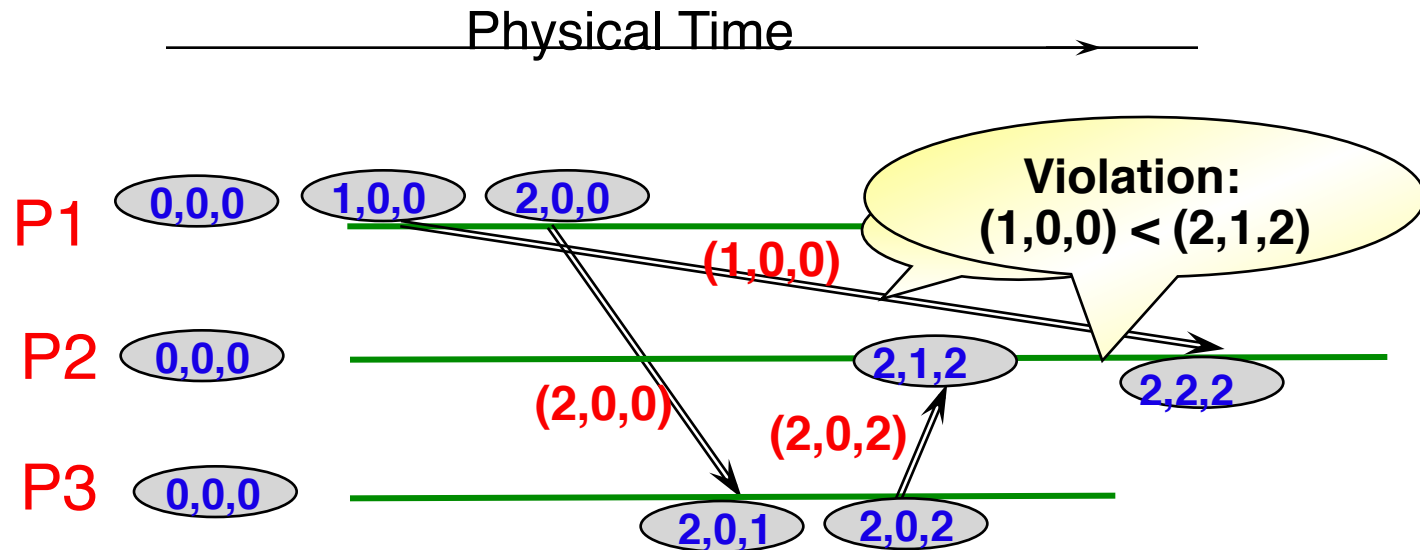 Physical Time
Violation:
(1,0,0) < (2,1,2)
P1
0,0,0
1,0,0
2,0,0
(1,0,0)
P2
0,0,0
2,1,2
2,2,2
(2,0,0)
(2,0,2)
P3
0,0,0
2,0,1
2,0,2